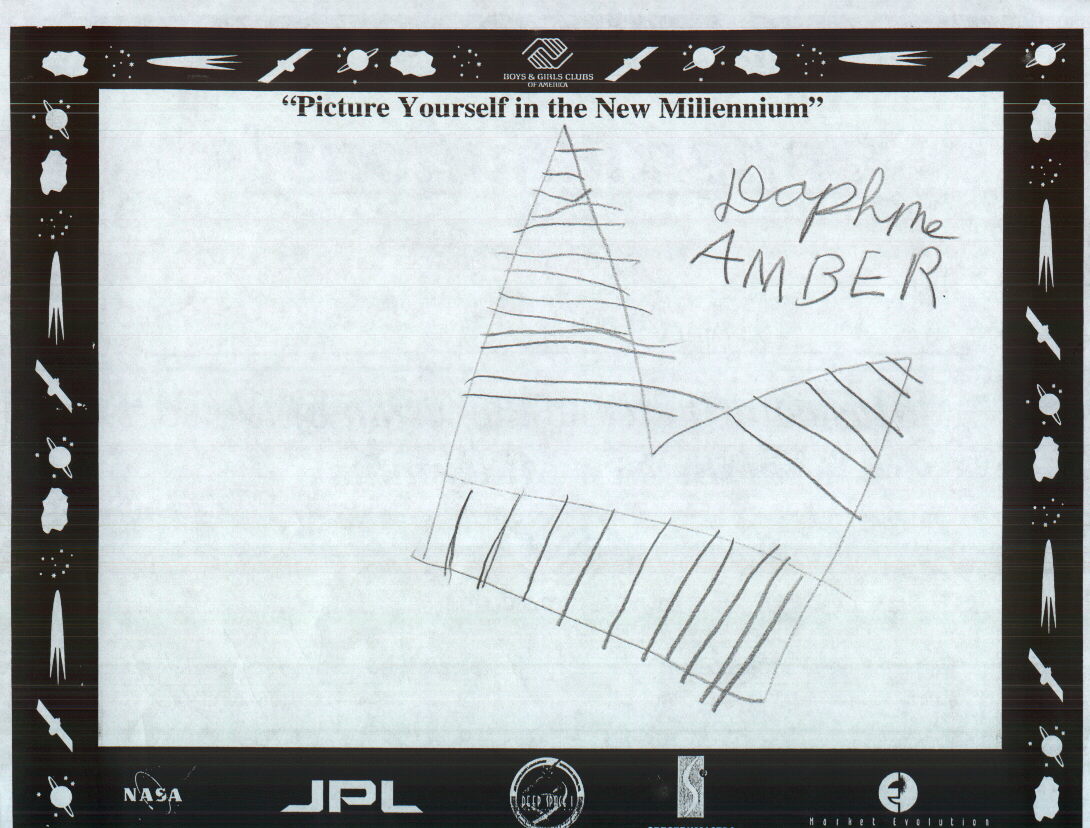 BOYS & GIRLS CLUBS
OF AMERICA
“Picture Yourself in the New Millennium”
Daphne
AMBER
NASA
JPL
DEEP SPACE 1
Market Evolution